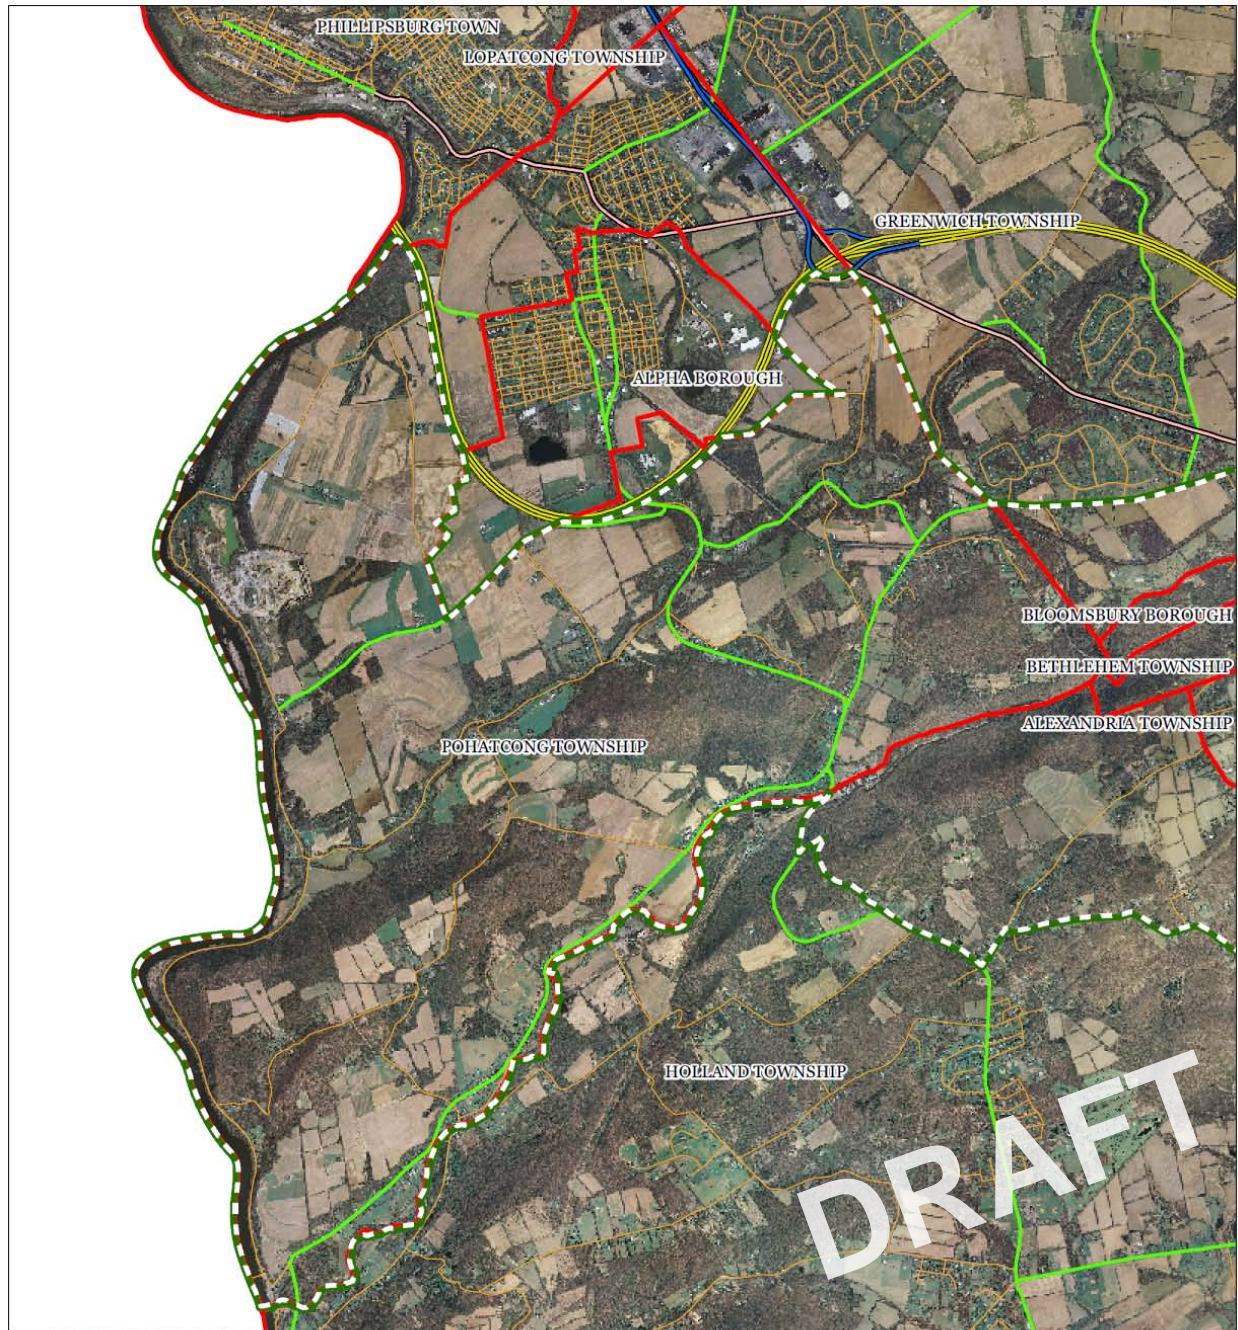 PHILLIPSBURG TOWN
LOPATCONG TOWNSHIP
GREENWICH TOWNSHIP
ALPHA BOROUGH
BLOOMSBURY BOROUGH
BETHLEHEM TOWNSHIP
ALEXANDRIA TOWNSHIP
POHATCONG TOWNSHIP
HOLLAND TOWNSHIP
DRAFT